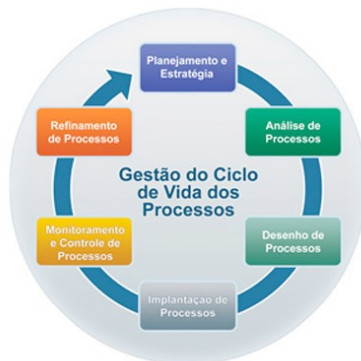 Planejamento e
Estratégia
Análise de
Processos
Desenho de
Processos
Implantação de
Processos
Monitoramento
e Controle de
Processos
Refinamento
de Processos
Gestão do Ciclo
de Vida dos
Processos